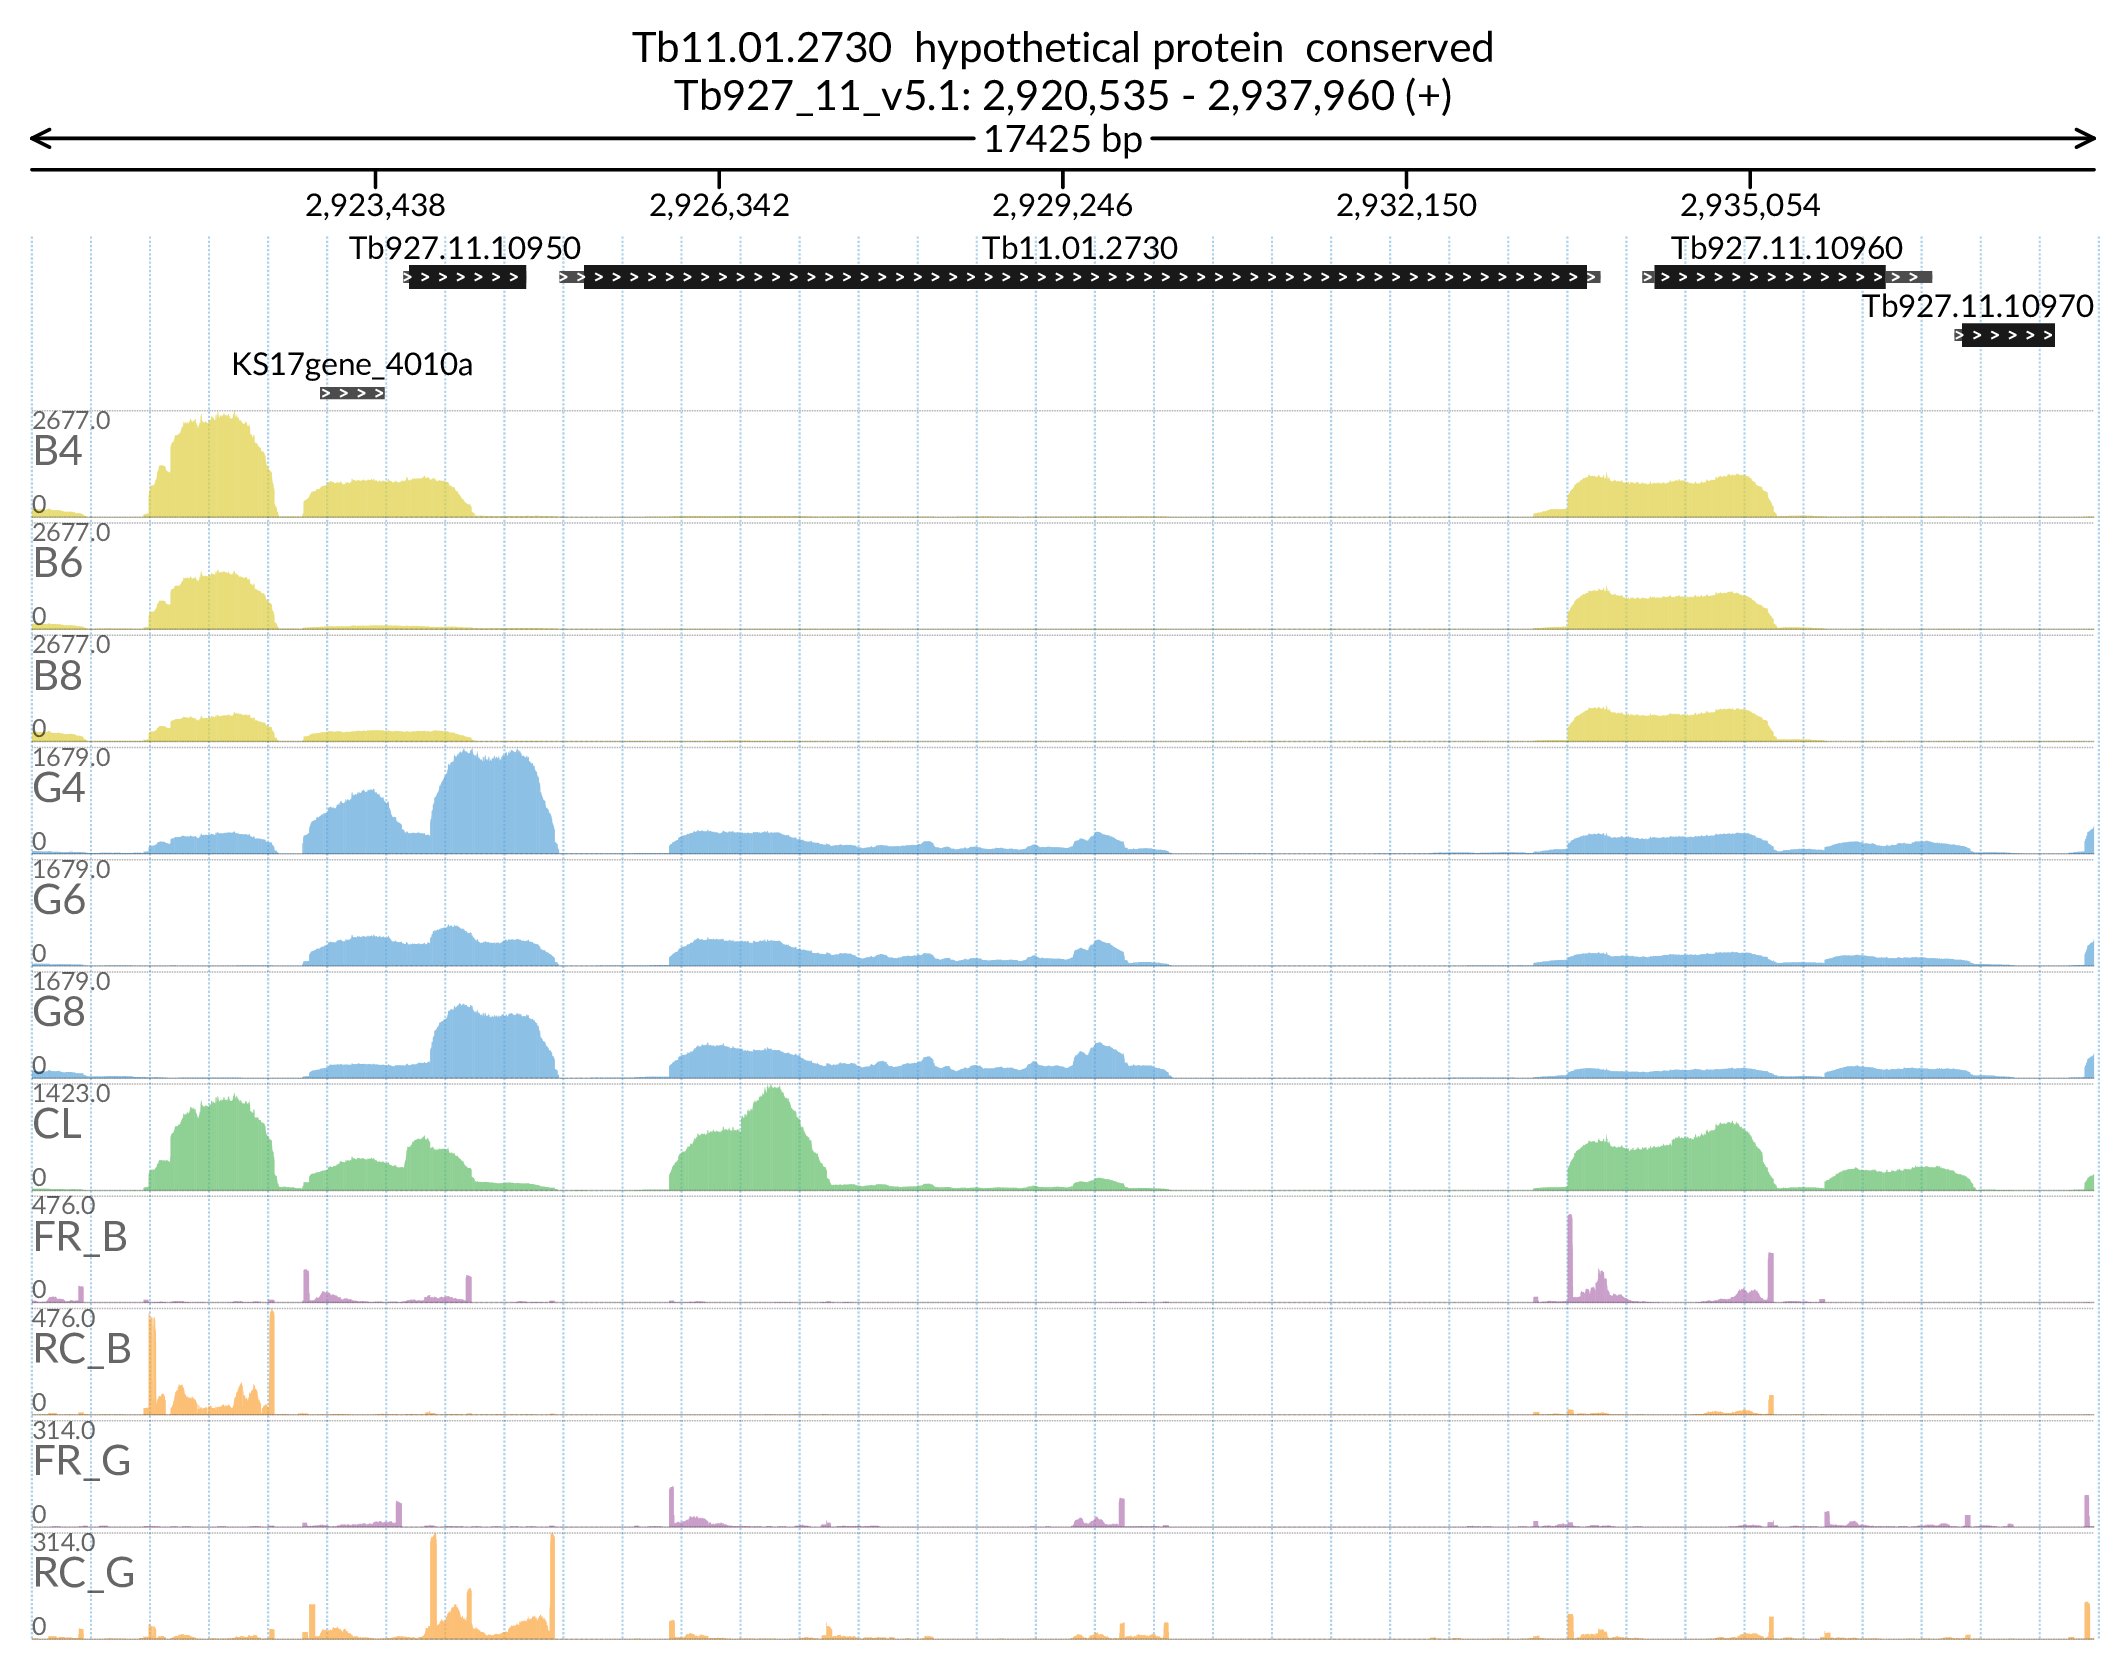 Tb11.01.2730 hypothetical protein conserved
Tb927_11_v5.1: 2,920,535 - 2,937,960 (+)
17425 bp
2,923,438 2,926,342 2,929,246 2,932,150 2,935,054
Tb927.11.10950 Tb11.01.2730 Tb927.11.10960
Tb927.11.10970
KS17gene_4010a
2677.0
B4
0
2677.0
B6
0
2677.0
B8
0
1679.0
G4
0
1679.0
G6
0
1679.0
G8
0
1423.0
CL
0
476.0
FR_B
0
476.0
RC_B
0
314.0
FR_G
0
314.0
RC_G
0